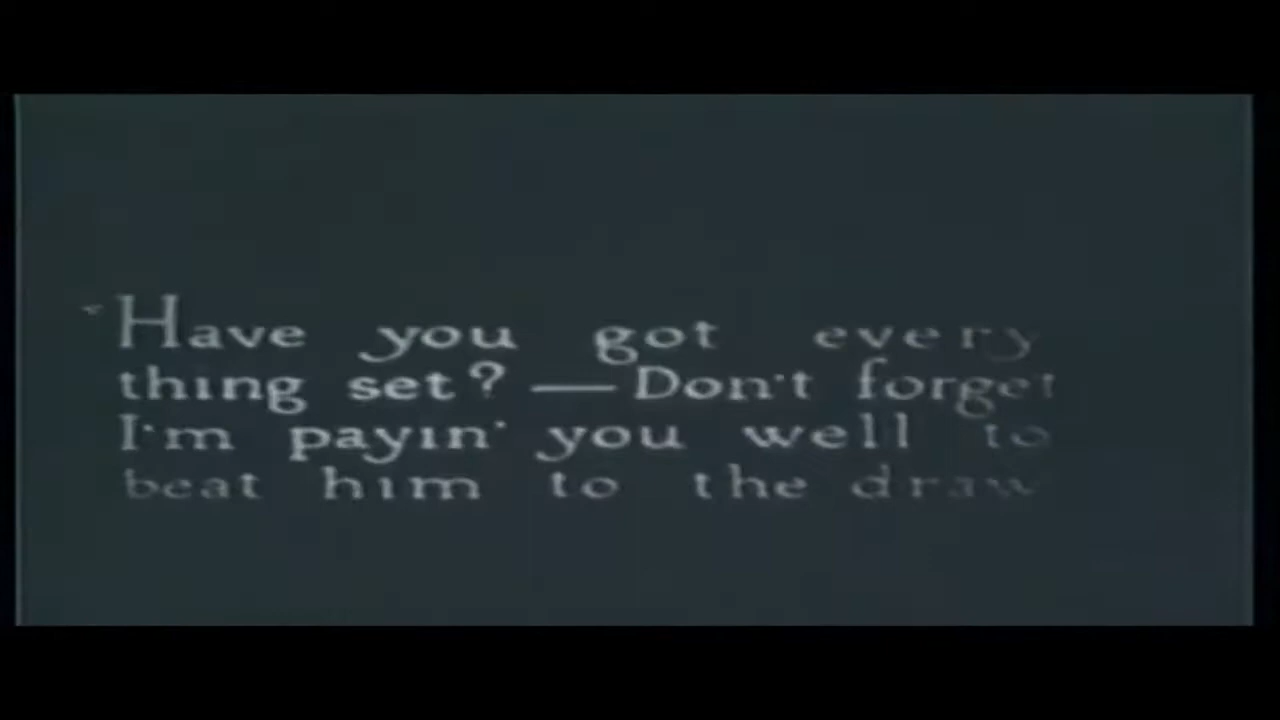 "Have you got every
thing set? — Don't forget
I'm payin' you well to
beat him to the draw